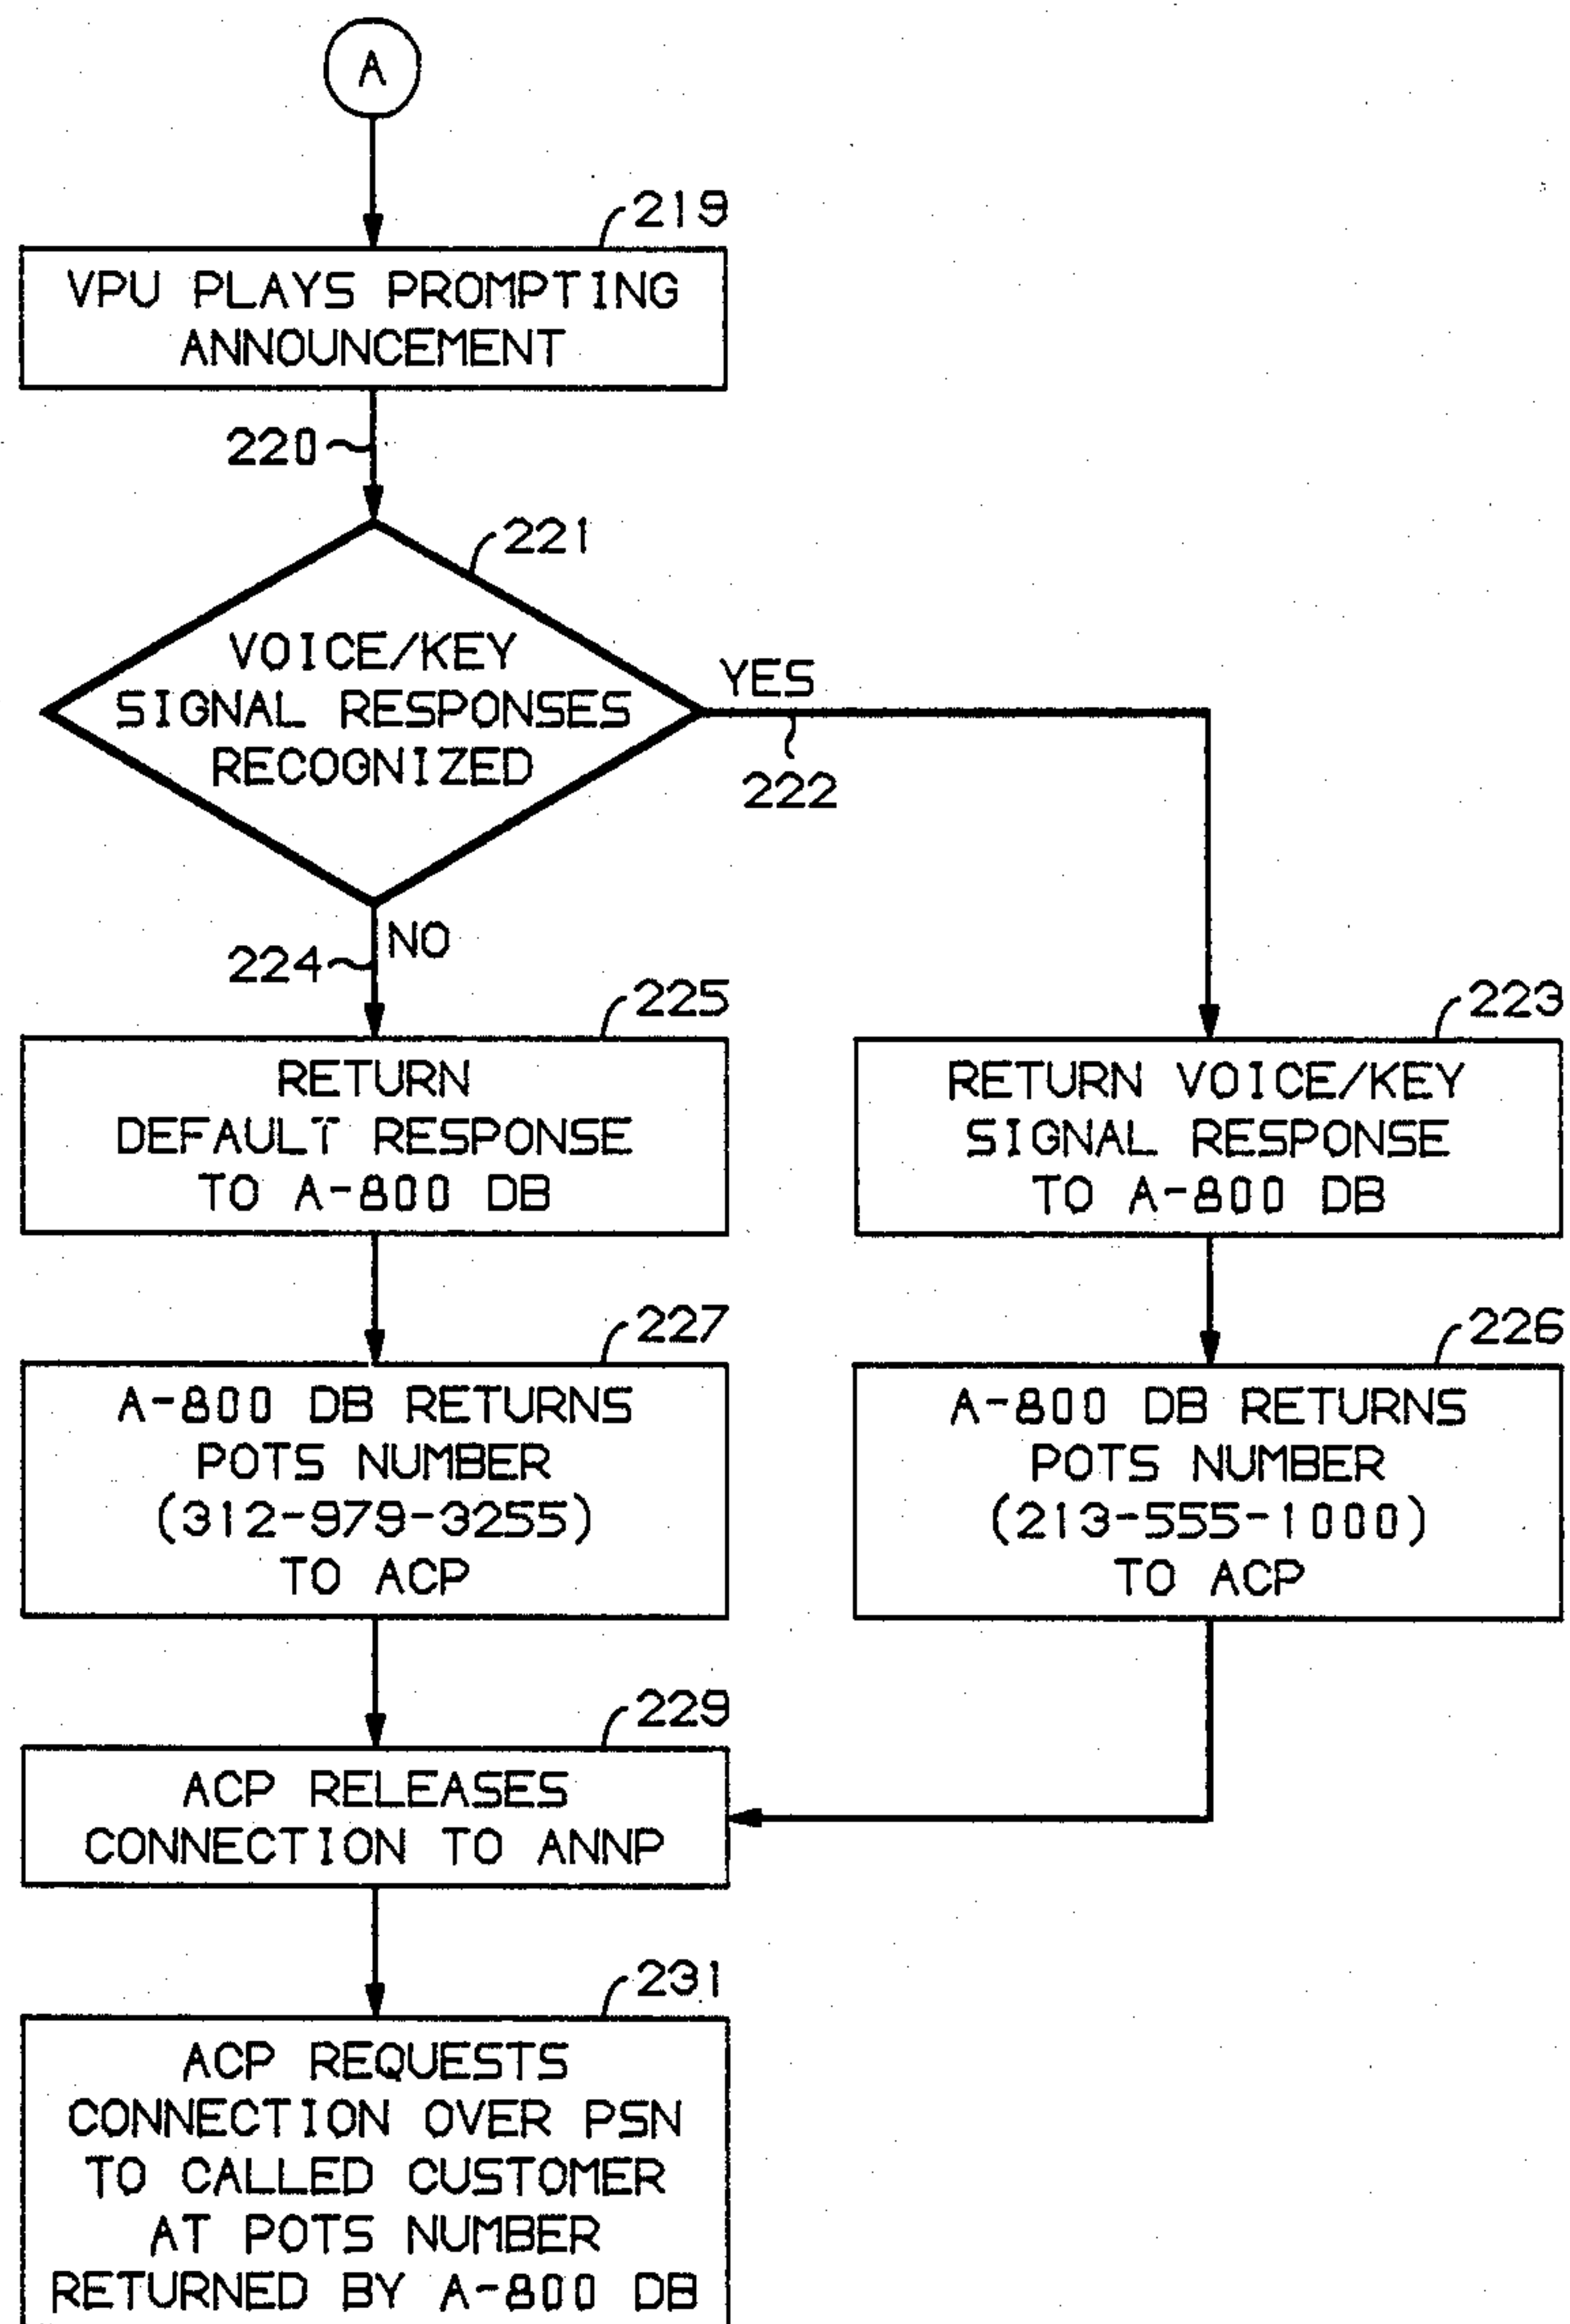 A
219
VPU PLAYS PROMPTING
ANNOUNCEMENT
220
221
VOICE/KEY
SIGNAL RESPONSES
RECOGNIZED
YES
222
NO
224
225
RETURN
DEFAULT RESPONSE
TO A-800 DB
223
RETURN VOICE/KEY
SIGNAL RESPONSE
TO A-800 DB
227
A-800 DB RETURNS
POTS NUMBER
(312-979-3255)
TO ACP
226
A-800 DB RETURNS
POTS NUMBER
(213-555-1000)
TO ACP
229
ACP RELEASES
CONNECTION TO ANNP
231
ACP REQUESTS
CONNECTION OVER PSN
TO CALLED CUSTOMER
AT POTS NUMBER
RETURNED BY A-800 DB